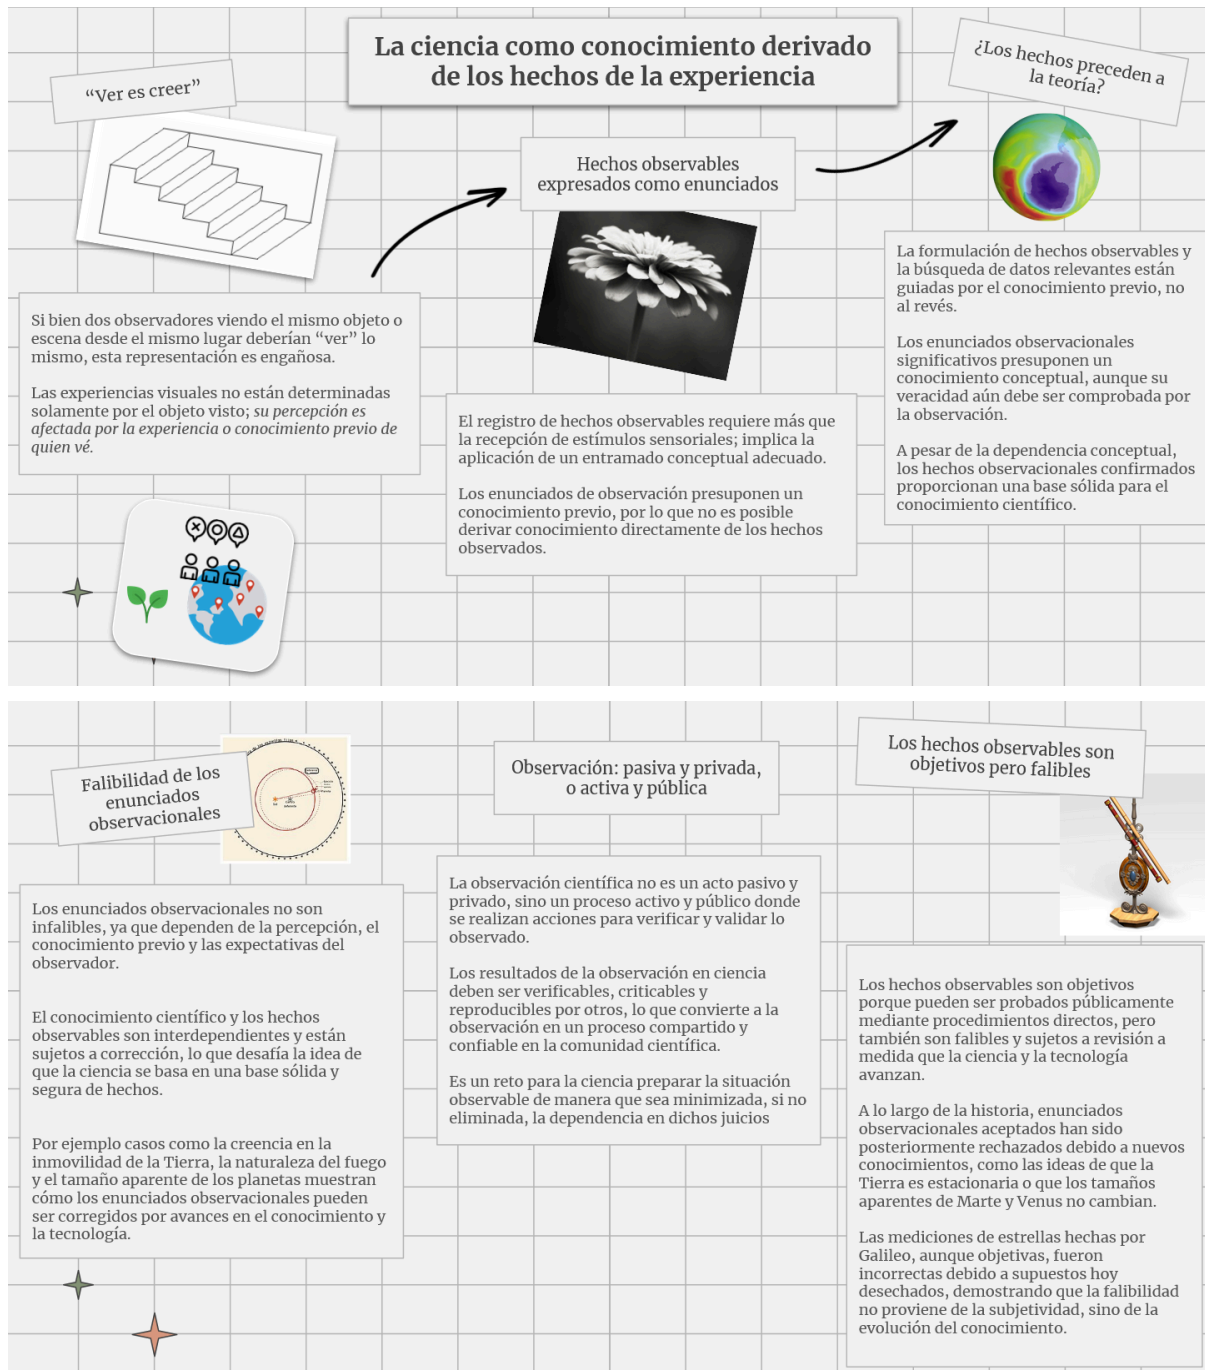 La ciencia como conocimiento derivado
de los hechos de la experiencia
“Ver es creer”
Si bien dos observadores viendo el mismo objeto o
escena desde el mismo lugar deberían “ver” lo
mismo, esta representación es engañosa.
Las experiencias visuales no están determinadas
solamente por el objeto visto; su percepción es
afectada por la experiencia o conocimiento previo de
quien vé.
Hechos observables
expresados como enunciados
El registro de hechos observables requiere más que
la recepción de estímulos sensoriales; implica la
aplicación de un entramado conceptual adecuado.
Los enunciados de observación presuponen un
conocimiento previo, por lo que no es posible
derivar conocimiento directamente de los hechos
observados.
¿Los hechos preceden a
la teoría?
La formulación de hechos observables y
la búsqueda de datos relevantes están
guiadas por el conocimiento previo, no
al revés.
Los enunciados observacionales
significativos presuponen un
conocimiento conceptual, aunque su
veracidad aún debe ser comprobada por
la observación.
A pesar de la dependencia conceptual,
los hechos observacionales confirmados
proporcionan una base sólida para el
conocimiento científico.
Falibilidad de los
enunciados
observacionales
Los enunciados observacionales no son
infalibles, ya que dependen de la percepción, el
conocimiento previo y las expectativas del
observador.
El conocimiento científico y los hechos
observables son interdependientes y están
sujetos a corrección, lo que desafía la idea de
que la ciencia se basa en una base sólida y
segura de hechos.
Por ejemplo casos como la creencia en la
inmovilidad de la Tierra, la naturaleza del fuego
y el tamaño aparente de los planetas muestran
cómo los enunciados observacionales pueden
ser corregidos por avances en el conocimiento y
la tecnología.
Observación: pasiva y privada,
o activa y pública
La observación científica no es un acto pasivo y
privado, sino un proceso activo y público donde
se realizan acciones para verificar y validar lo
observado.
Los resultados de la observación en ciencia
deben ser verificables, criticables y
reproducibles por otros, lo que convierte a la
observación en un proceso compartido y
confiable en la comunidad científica.
Es un reto para la ciencia preparar la situación
observable de manera que sea minimizada, si no
eliminada, la dependencia en dichos juicios
Los hechos observables son
objetivos pero falibles
Los hechos observables son objetivos
porque pueden ser probados públicamente
mediante procedimientos directos, pero
también son falibles y sujetos a revisión a
medida que la ciencia y la tecnología
avanzan.
A lo largo de la historia, enunciados
observacionales aceptados han sido
posteriormente rechazados debido a nuevos
conocimientos, como las ideas de que la
Tierra es estacionaria o que los tamaños
aparentes de Marte y Venus no cambian.
Las mediciones de estrellas hechas por
Galileo, aunque objetivas, fueron
incorrectas debido a supuestos hoy
desechados, demostrando que la falibilidad
no proviene de la subjetividad, sino de la
evolución del conocimiento.